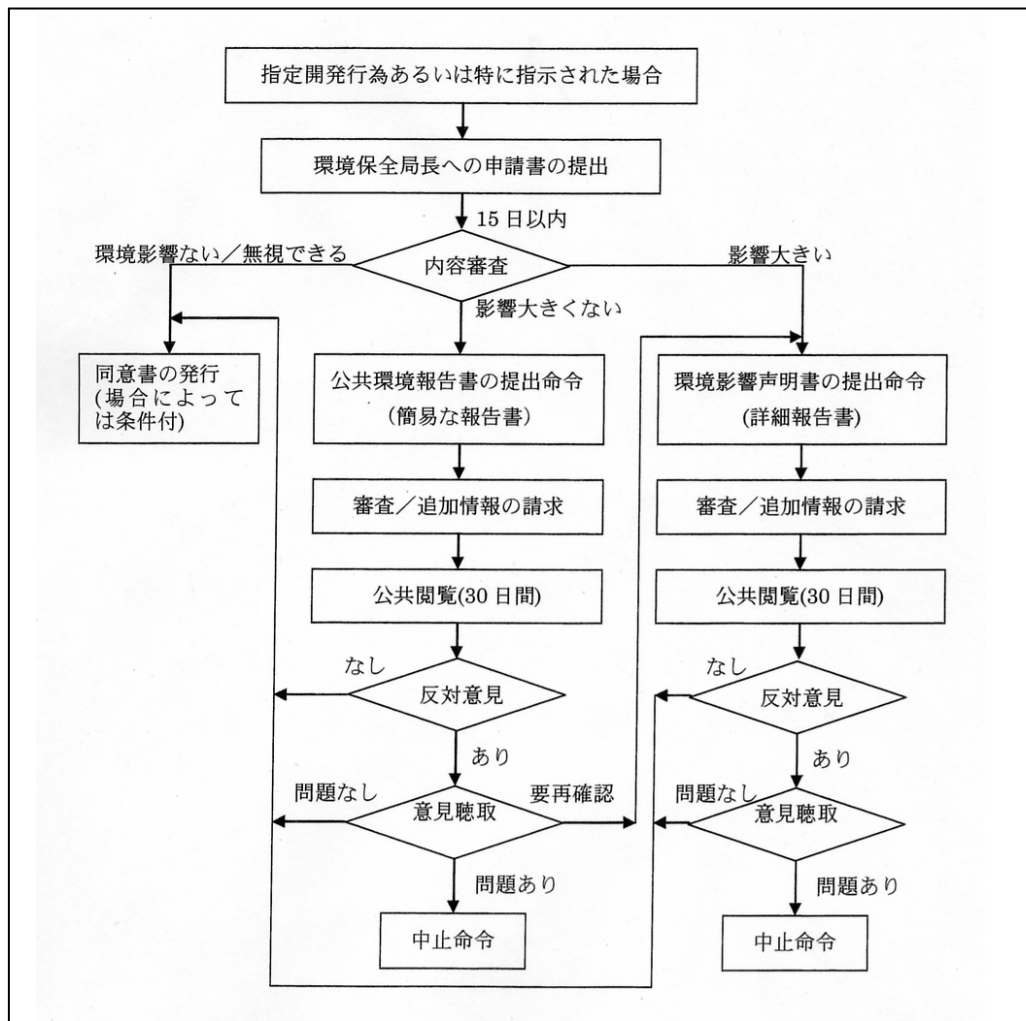 指定開発行為あるいは特に指示された場合
環境保全局長への申請書の提出
15日以内
環境影響ない／無視できる
内容審査
影響大きい
影響大きくない
同意書の発行
(場合によって
は条件付)
公共環境報告書の提出命令
（簡易な報告書）
環境影響声明書の提出命令
(詳細報告書)
審査／追加情報の請求
審査／追加情報の請求
公共閲覧(30日間)
公共閲覧(30日間)
なし
反対意見
なし
反対意見
あり
あり
問題なし
意見聴取
要再確認
問題なし
意見聴取
問題あり
問題あり
中止命令
中止命令